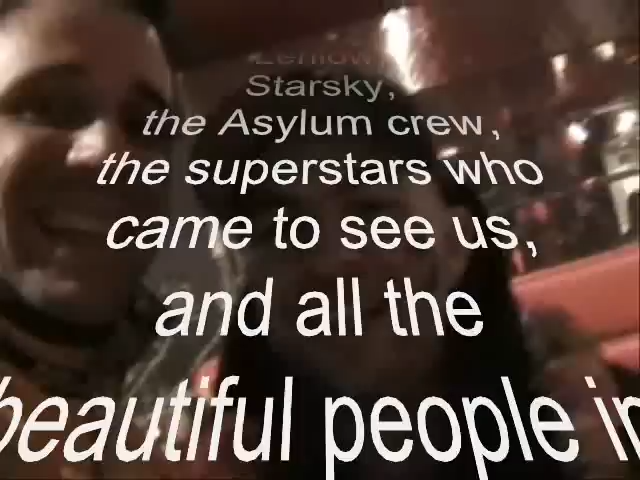 Starsky,
the Asylum crew,
the superstars who
came to see us,
and all the
beautiful people in